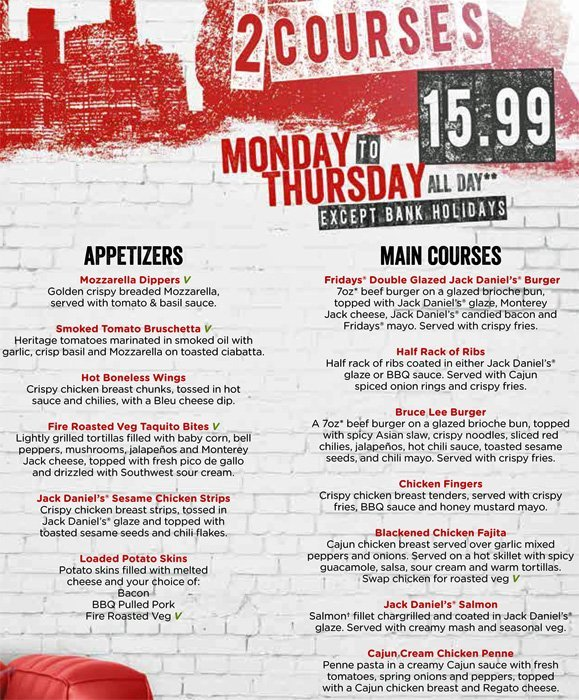 2 COURSES
15.99
MONDAY TO
THURSDAY ALL DAY**
EXCEPT BANK HOLIDAYS
APPETIZERS
Mozzarella Dippers V
Golden crispy breaded Mozzarella,
served with tomato & basil sauce.
Smoked Tomato Bruschetta V
Heritage tomatoes marinated in smoked oil with
garlic, crisp basil and Mozzarella on toasted ciabatta.
Hot Boneless Wings
Crispy chicken breast chunks, tossed in hot
sauce and chilies, with a Bleu cheese dip.
Fire Roasted Veg Taquito Bites V
Lightly grilled tortillas filled with baby corn, bell
peppers, mushrooms, jalapeños and Monterey
Jack cheese, topped with fresh pico de gallo
and drizzled with Southwest sour cream.
Jack Daniel's® Sesame Chicken Strips
Crispy chicken breast strips, tossed in
Jack Daniel's® glaze and topped with
toasted sesame seeds and chili flakes.
Loaded Potato Skins
Potato skins filled with melted
cheese and your choice of:
Bacon
BBQ Pulled Pork
Fire Roasted Veg V
MAIN COURSES
Fridays® Double Glazed Jack Daniel's® Burger
7oz* beef burger on a glazed brioche bun,
topped with Jack Daniel's® glaze, Monterey
Jack cheese, Jack Daniel's® candied bacon and
Fridays® mayo. Served with crispy fries.
Half Rack of Ribs
Half rack of ribs coated in either Jack Daniel's®
glaze or BBQ sauce. Served with Cajun
spiced onion rings and crispy fries.
Bruce Lee Burger
A 7oz* beef burger on a glazed brioche bun, topped
with spicy Asian slaw, crispy noodles, sliced red
chilies, jalapeños, hot chili sauce, toasted sesame
seeds, and chili mayo. Served with crispy fries.
Chicken Fingers
Crispy chicken breast tenders, served with crispy
fries, BBQ sauce and honey mustard mayo.
Blackened Chicken Fajita
Cajun chicken breast served over garlic mixed
peppers and onions. Served on a hot skillet with spicy
guacamole, salsa, sour cream and warm tortillas.
Swap chicken for roasted veg V
Jack Daniel's® Salmon
Salmon† fillet chargrilled and coated in Jack Daniel's®
glaze. Served with creamy mash and seasonal veg.
Cajun Cream Chicken Penne
Penne pasta in a creamy Cajun sauce with fresh
tomatoes, spring onions and peppers, topped
with a Cajun chicken breast and Regato cheese.